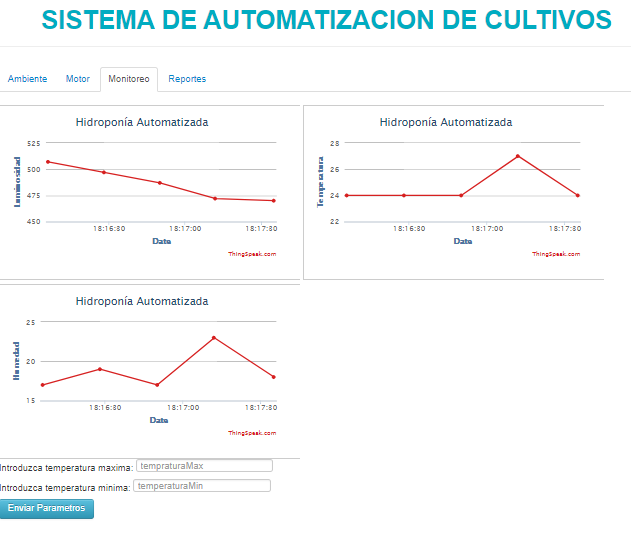 SISTEMA DE AUTOMATIZACION DE CULTIVOS
Ambiente Motor Monitoreo Reportes
Hidroponía Automatizada
Luminosidad
525
500
475
450
18:16:30 18:17:00 18:17:30
Date
ThingSpeak.com
Hidroponía Automatizada
Temperatura
28
26
24
22
18:16:30 18:17:00 18:17:30
Date
ThingSpeak.com
Hidroponía Automatizada
Humedad
25
20
15
18:16:30 18:17:00 18:17:30
Date
ThingSpeak.com
Introduzca temperatura maxima: tempraturaMax
Introduzca temperatura minima: temperaturaMin
Enviar Parametros